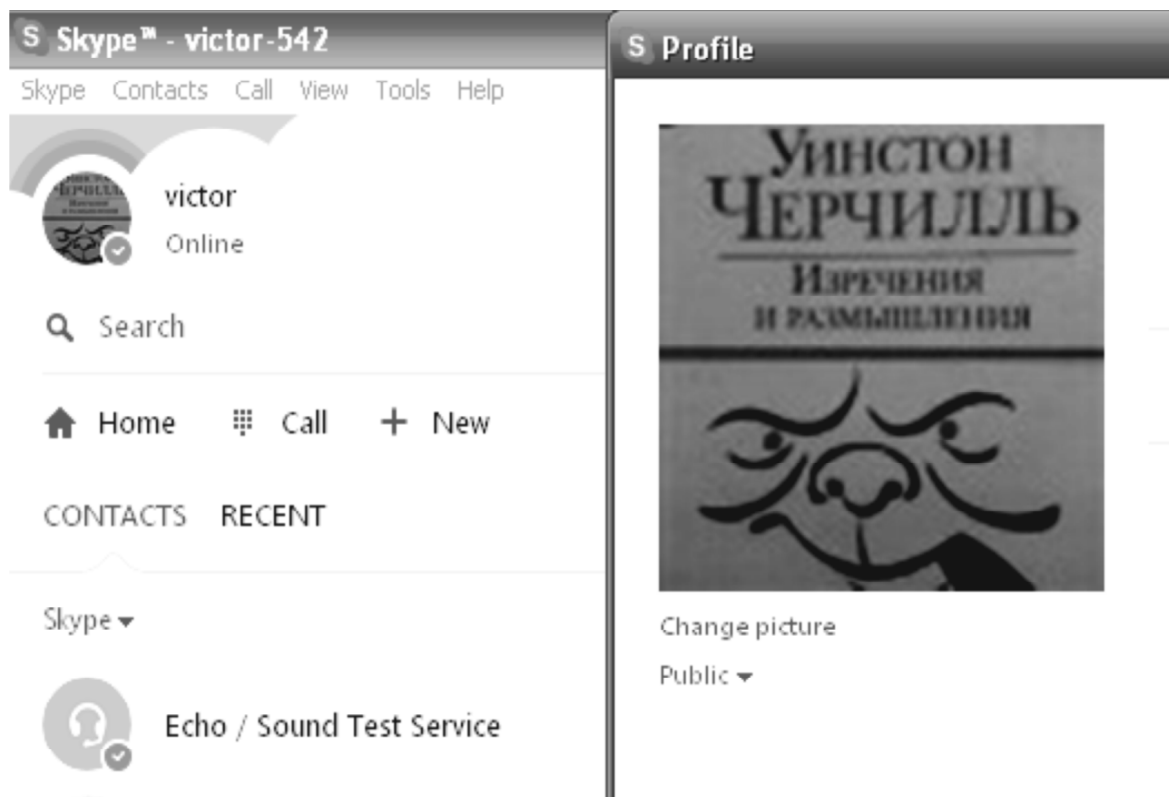 Skype™ - victor-542
Skype Contacts Call View Tools Help
victor
Online
Search
Home Call New
CONTACTS RECENT
Skype
Echo / Sound Test Service
Profile
УИНСТОН
ЧЕРЧИЛЛЬ
ИЗРЕЧЕНИЯ
И РАЗМЫШЛЕНИЯ
Change picture
Public